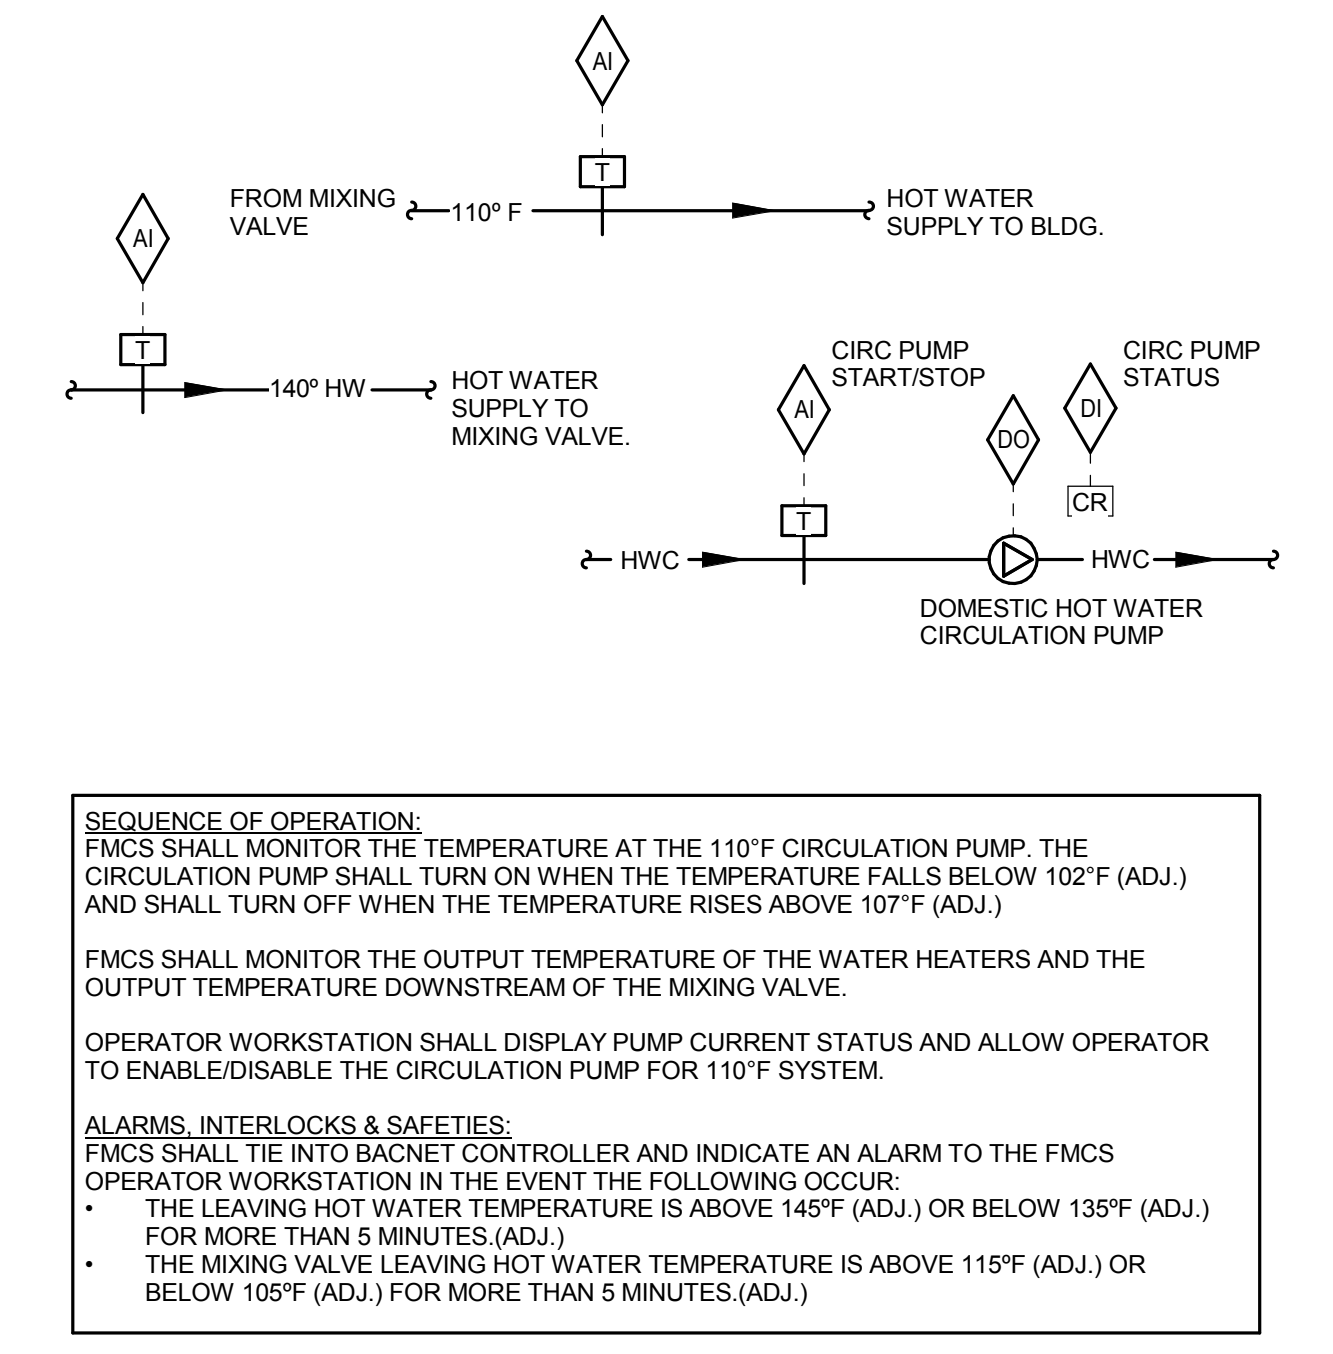 AI
T
FROM MIXING
VALVE
110º F
HOT WATER
SUPPLY TO BLDG.
AI
T
140º HW
HOT WATER
SUPPLY TO
MIXING VALVE.
CIRC PUMP
START/STOP
CIRC PUMP
STATUS
AI
DO
DI
CR
T
HWC
HWC
DOMESTIC HOT WATER
CIRCULATION PUMP
SEQUENCE OF OPERATION:
FMCS SHALL MONITOR THE TEMPERATURE AT THE 110°F CIRCULATION PUMP. THE
CIRCULATION PUMP SHALL TURN ON WHEN THE TEMPERATURE FALLS BELOW 102°F (ADJ.)
AND SHALL TURN OFF WHEN THE TEMPERATURE RISES ABOVE 107°F (ADJ.)
FMCS SHALL MONITOR THE OUTPUT TEMPERATURE OF THE WATER HEATERS AND THE
OUTPUT TEMPERATURE DOWNSTREAM OF THE MIXING VALVE.
OPERATOR WORKSTATION SHALL DISPLAY PUMP CURRENT STATUS AND ALLOW OPERATOR
TO ENABLE/DISABLE THE CIRCULATION PUMP FOR 110°F SYSTEM.
ALARMS, INTERLOCKS & SAFETIES:
FMCS SHALL TIE INTO BACNET CONTROLLER AND INDICATE AN ALARM TO THE FMCS
OPERATOR WORKSTATION IN THE EVENT THE FOLLOWING OCCUR:
• THE LEAVING HOT WATER TEMPERATURE IS ABOVE 145ºF (ADJ.) OR BELOW 135ºF (ADJ.)
FOR MORE THAN 5 MINUTES.(ADJ.)
• THE MIXING VALVE LEAVING HOT WATER TEMPERATURE IS ABOVE 115ºF (ADJ.) OR
BELOW 105ºF (ADJ.) FOR MORE THAN 5 MINUTES.(ADJ.)